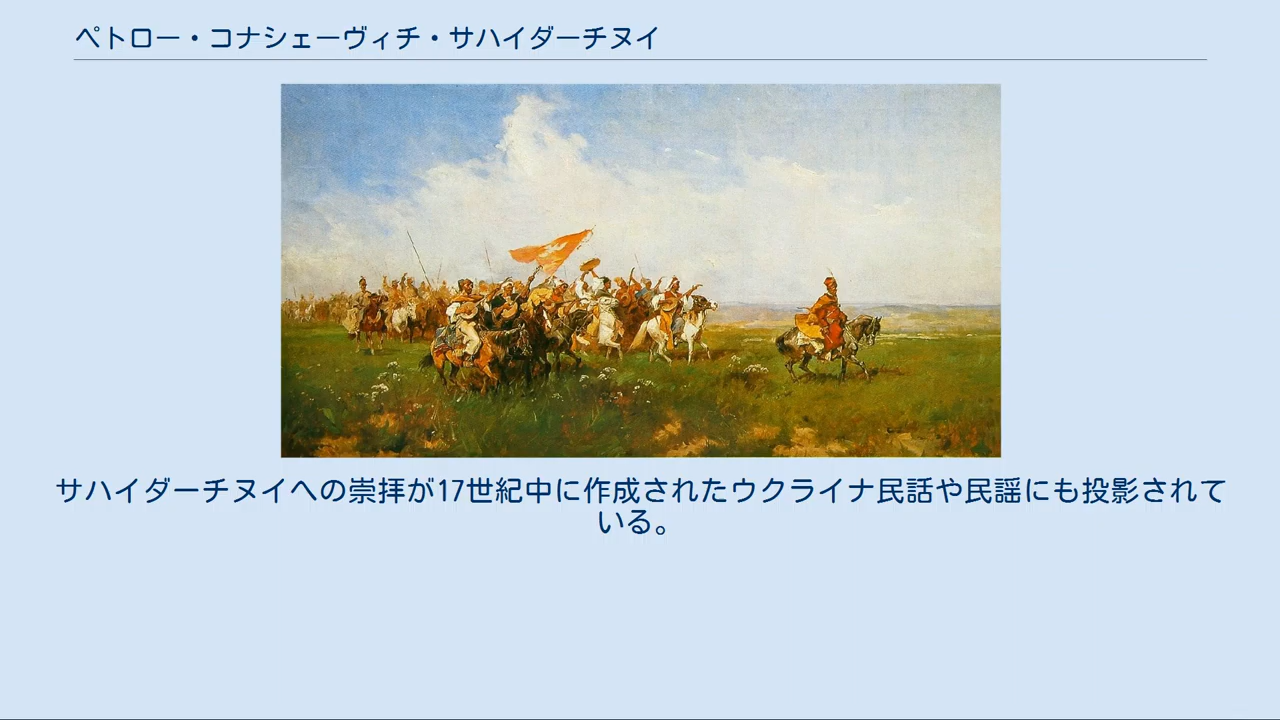 ペトロー・コナシェーヴィチ・サハイダーチヌイ
サハイダーチヌイへの崇拝が17世紀中に作成されたウクライナ民話や民謡にも投影されて
いる。